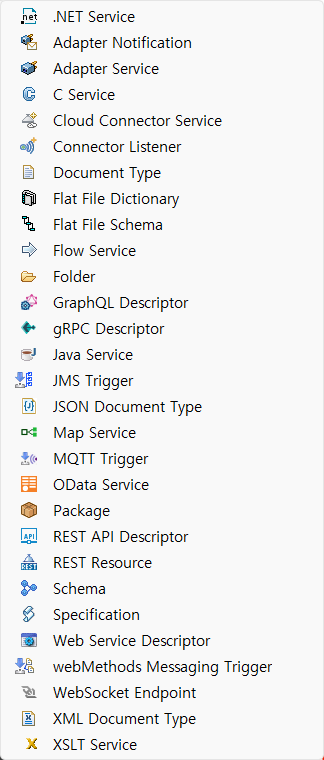 .NET Service
Adapter Notification
Adapter Service
C Service
Cloud Connector Service
Connector Listener
Document Type
Flat File Dictionary
Flat File Schema
Flow Service
Folder
GraphQL Descriptor
gRPC Descriptor
Java Service
JMS Trigger
JSON Document Type
Map Service
MQTT Trigger
OData Service
Package
REST API Descriptor
REST Resource
Schema
Specification
Web Service Descriptor
webMethods Messaging Trigger
WebSocket Endpoint
XML Document Type
XSLT Service